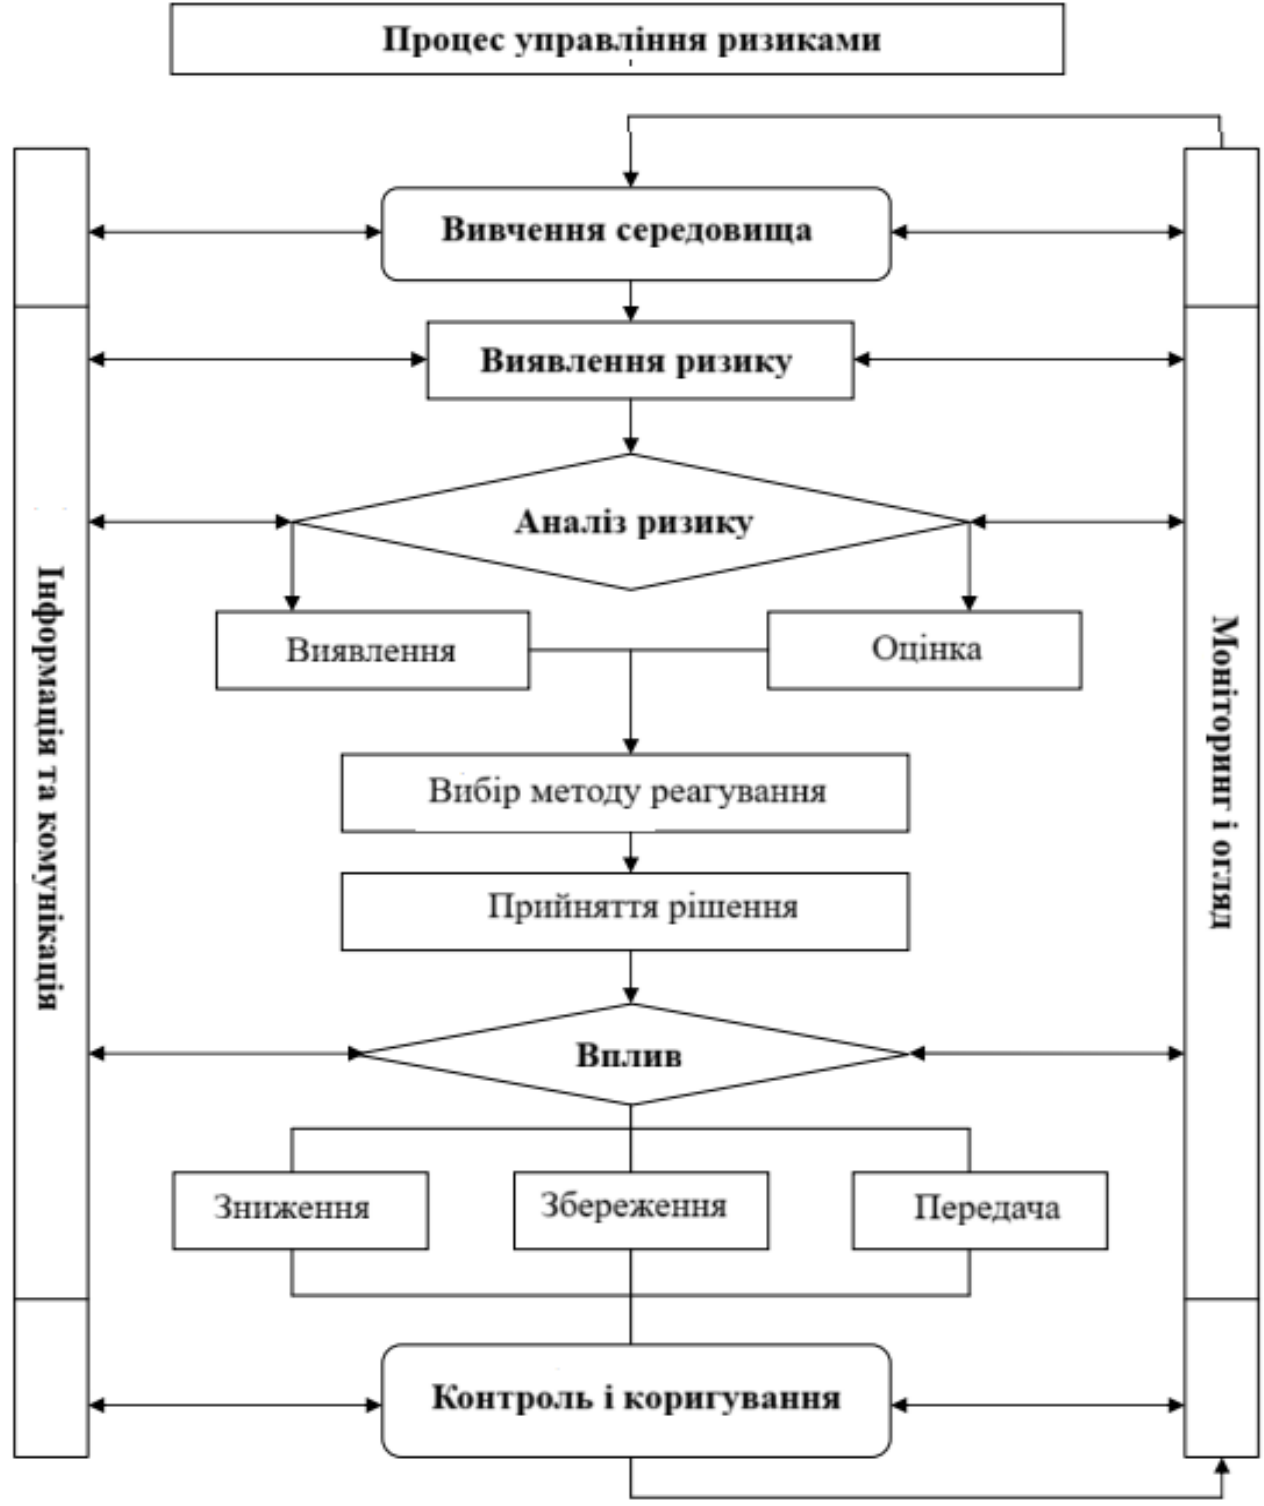 Процес управління ризиками
Вивчення середовища
Виявлення ризику
Аналіз ризику
Виявлення
Оцінка
Вибір методу реагування
Прийняття рішення
Вплив
Зниження
Збереження
Передача
Контроль і коригування
Інформація та комунікація
Моніторинг і огляд